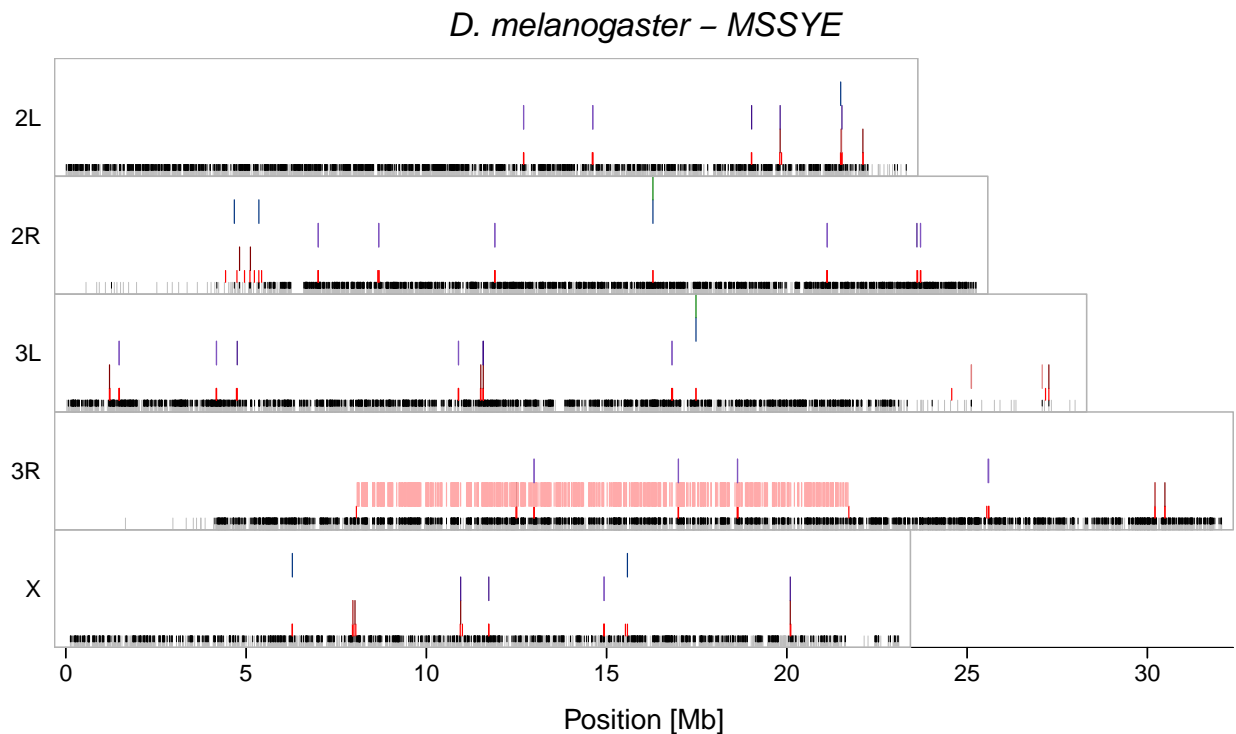 D. melanogaster – MSSYE
2L
2R
3L
3R
X
0 5 10 15 20 25 30
Position [Mb]